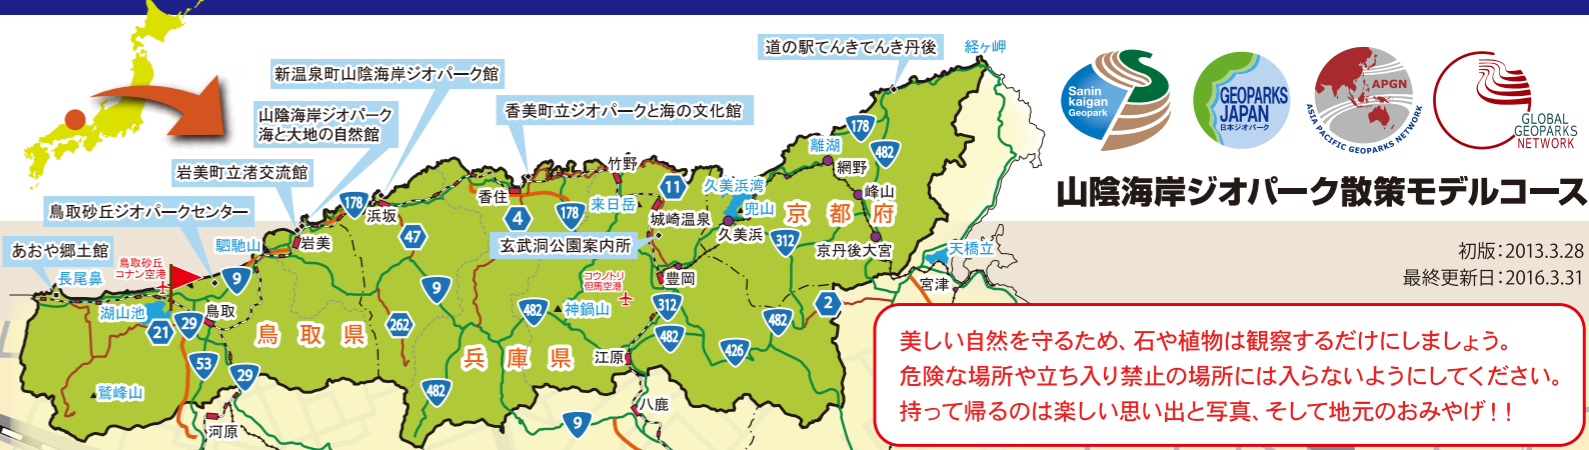 道の駅てんきてんき丹後
経ヶ岬
新温泉町山陰海岸ジオパーク館
山陰海岸ジオパーク
海と大地の自然館
香美町立ジオパークと海の文化館
岩美町立渚交流館
鳥取砂丘ジオパークセンター
あおや郷土館
玄武洞公園案内所
長尾鼻
鳥取砂丘
コナン空港
駟馳山
岩美
浜坂
香住
竹野
来日岳
城崎温泉
久美浜湾
兜山
久美浜
離湖
網野
峰山
京丹後大宮
京都府
天橋立
宮津
豊岡
コウノトリ
但馬空港
神鍋山
江原
八鹿
兵庫県
鳥取県
湖山池
鳥取
鷲峰山
河原
178
482
11
178
4
178
47
312
9
9
2
21
29
262
482
312
482
482
426
53
29
482
9
Sanin
kaigan
Geopark
GEOPARKS
JAPAN
日本ジオパーク
APGN
ASIA PACIFIC GEOPARKS NETWORK
GLOBAL
GEOPARKS
NETWORK
山陰海岸ジオパーク散策モデルコース
初版：2013.3.28
最終更新日：2016.3.31
美しい自然を守るため、石や植物は観察するだけにしましょう。
危険な場所や立ち入り禁止の場所には入らないようにしてください。
持って帰るのは楽しい思い出と写真、そして地元のおみやげ！！